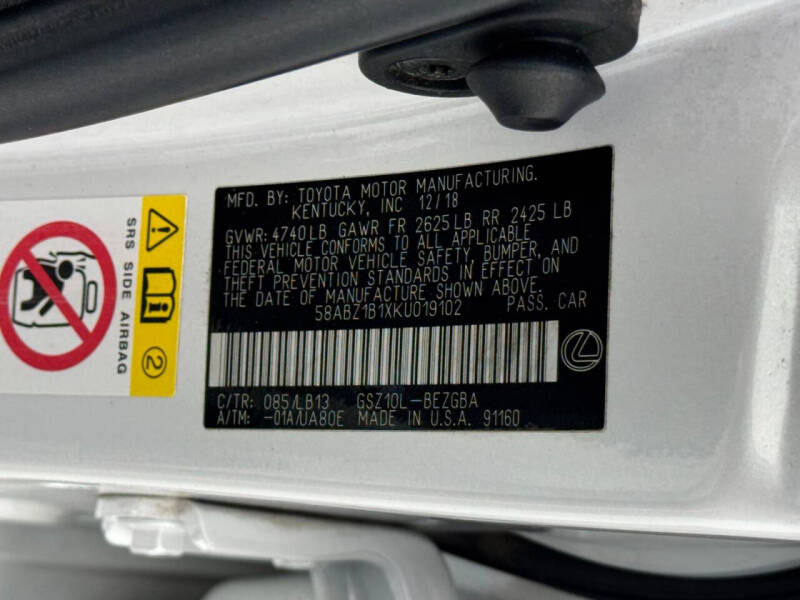 MFD. BY: TOYOTA MOTOR MANUFACTURING.
KENTUCKY, INC 12/18
GVWR: 4740LB GAWR FR 2625LB RR 2425 LB
THIS VEHICLE CONFORMS TO ALL APPLICABLE
FEDERAL MOTOR VEHICLE SAFETY, BUMPER, AND
THEFT PREVENTION STANDARDS IN EFFECT ON
THE DATE OF MANUFACTURE SHOWN ABOVE.
58ABZ1B1XKU019102 PASS. CAR
C/TR: 085/LB13 GSZ10L-BEZGBA
A/TM: -01A/UA80E MADE IN U.S.A. 91160
SRS SIDE AIRBAG
2